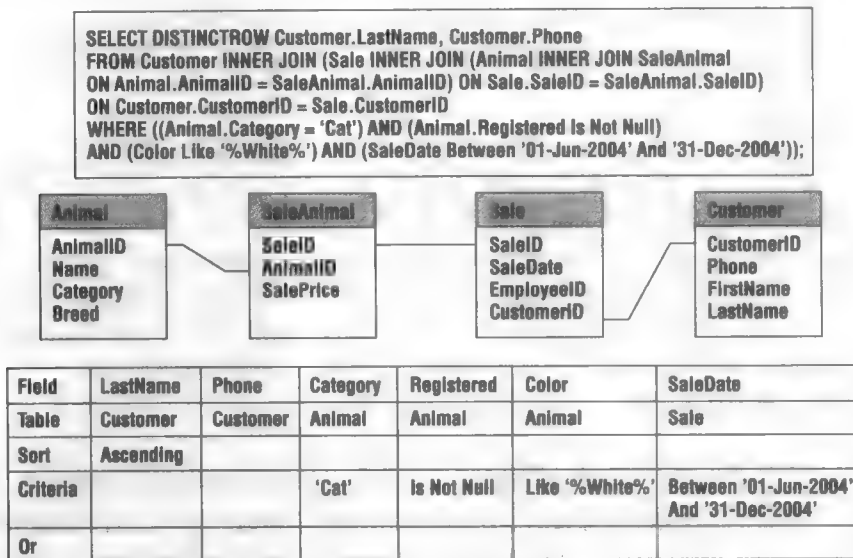 SELECT DISTINCTROW Customer.LastName, Customer.Phone
FROM Customer INNER JOIN (Sale INNER JOIN (Animal INNER JOIN SaleAnimal
ON Animal.AnimalID = SaleAnimal.AnimalID) ON Sale.SaleID = SaleAnimal.SaleID)
ON Customer.CustomerID = Sale.CustomerID
WHERE ((Animal.Category = 'Cat') AND (Animal.Registered Is Not Null)
AND (Color Like '%White%') AND (SaleDate Between '01-Jun-2004' And '31-Dec-2004'));
Animal
AnimalID
Name
Category
Breed
SaleAnimal
SaleID
AnimalID
SalePrice
Sale
SaleID
SaleDate
EmployeeID
CustomerID
Customer
CustomerID
Phone
FirstName
LastName
Field LastName Phone Category Registered Color SaleDate
Table Customer Customer Animal Animal Animal Sale
Sort Ascending
Criteria 'Cat' Is Not Null Like '%White%' Between '01-Jun-2004'
And '31-Dec-2004'
Or